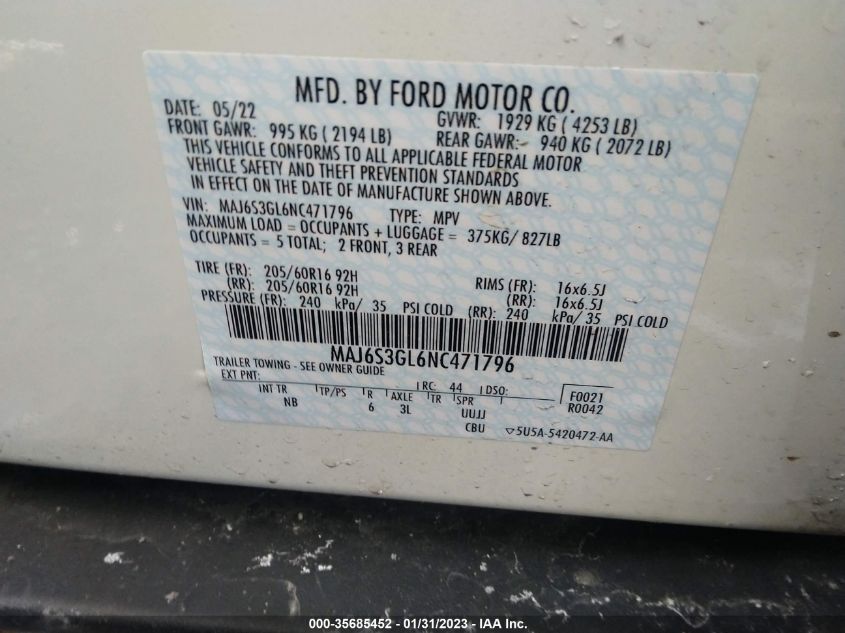 MFD. BY FORD MOTOR CO.
DATE: 05/22 GVWR: 1929 KG ( 4253 LB)
FRONT GAWR: 995 KG ( 2194 LB) REAR GAWR: 940 KG ( 2072 LB)
THIS VEHICLE CONFORMS TO ALL APPLICABLE FEDERAL MOTOR
VEHICLE SAFETY AND THEFT PREVENTION STANDARDS
IN EFFECT ON THE DATE OF MANUFACTURE SHOWN ABOVE.
VIN: MAJ6S3GL6NC471796 TYPE: MPV
MAXIMUM LOAD = OCCUPANTS + LUGGAGE = 375KG/ 827LB
OCCUPANTS = 5 TOTAL; 2 FRONT, 3 REAR
TIRE (FR): 205/60R16 92H RIMS (FR): 16x6.5J
(RR): 205/60R16 92H (RR): 16x6.5J
PRESSURE (FR): 240 kPa/ 35 PSI COLD (RR): 240 kPa/ 35 PSI COLD
MAJ6S3GL6NC471796
TRAILER TOWING - SEE OWNER GUIDE
EXT PNT: RC: 44 DSO: F0021
INT TR TP/PS R AXLE TR SPR R0042
NB 6 3L UUJJ
CBU 5U5A-5420472-AA
000-35685452 - 01/31/2023 - IAA Inc.